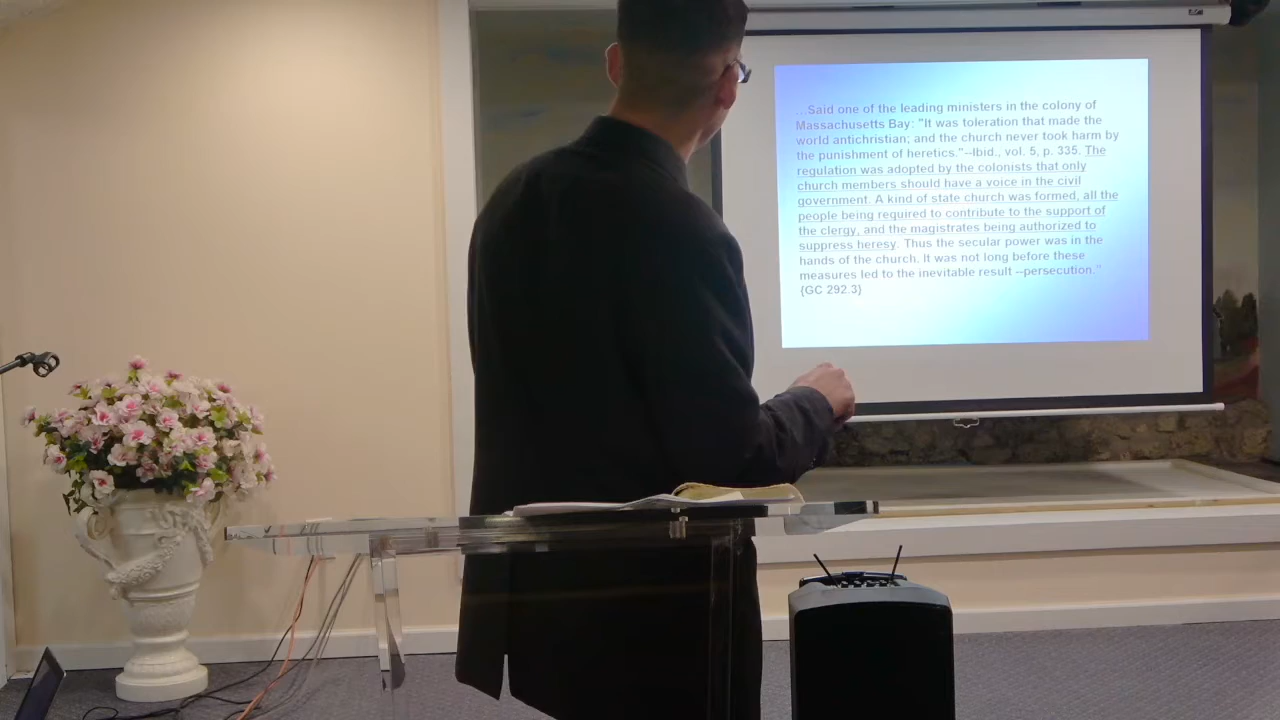 ...Said one of the leading ministers in the colony of
Massachusetts Bay: "It was toleration that made the
world antichristian; and the church never took harm by
the punishment of heretics."--Ibid., vol. 5, p. 335. The
regulation was adopted by the colonists that only
church members should have a voice in the civil
government. A kind of state church was formed, all the
people being required to contribute to the support of
the clergy, and the magistrates being authorized to
suppress heresy. Thus the secular power was in the
hands of the church. It was not long before these
measures led to the inevitable result --persecution."
{GC 292.3}